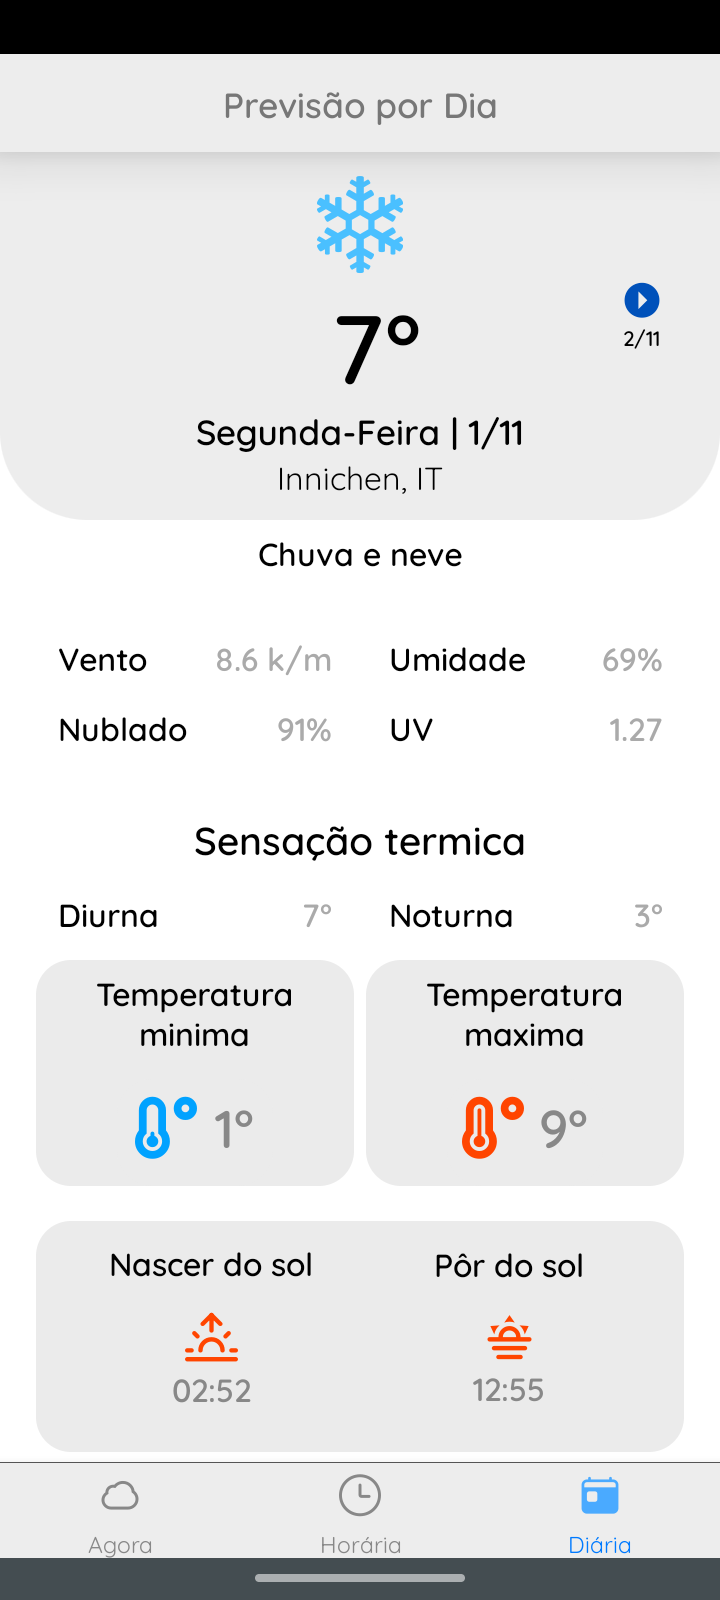 Previsão por Dia
7°
2/11
Segunda-Feira | 1/11
Innichen, IT
Chuva e neve
Vento 8.6 k/m Umidade 69%
Nublado 91% UV 1.27
Sensação termica
Diurna 7° Noturna 3°
Temperatura
minima
1°
Temperatura
maxima
9°
Nascer do sol
02:52
Pôr do sol
12:55
Agora Horária Diária